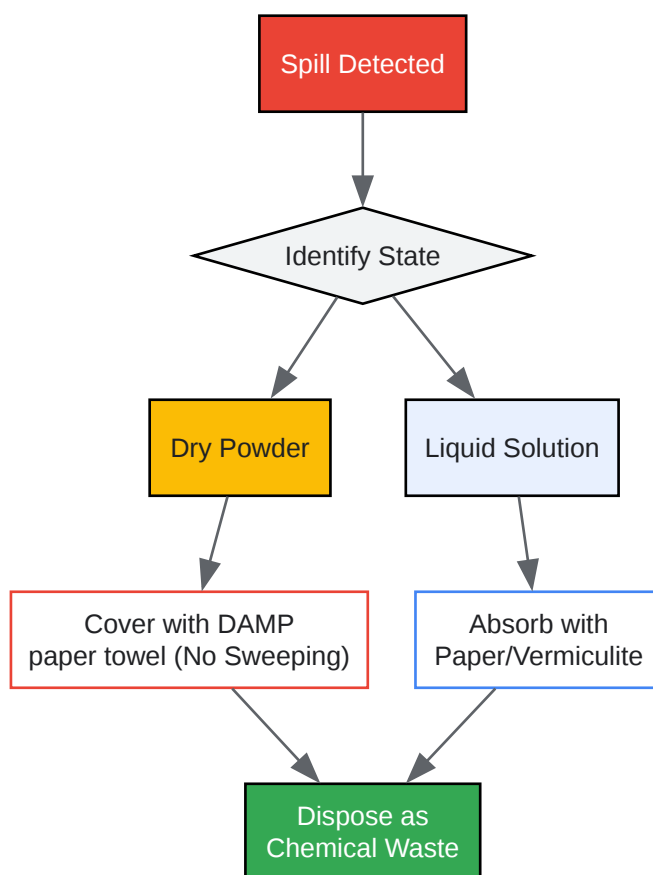 Spill Detected
Identify State
Dry Powder
Liquid Solution
Cover with DAMP
paper towel (No Sweeping)
Absorb with
Paper/Vermiculite
Dispose as
Chemical Waste